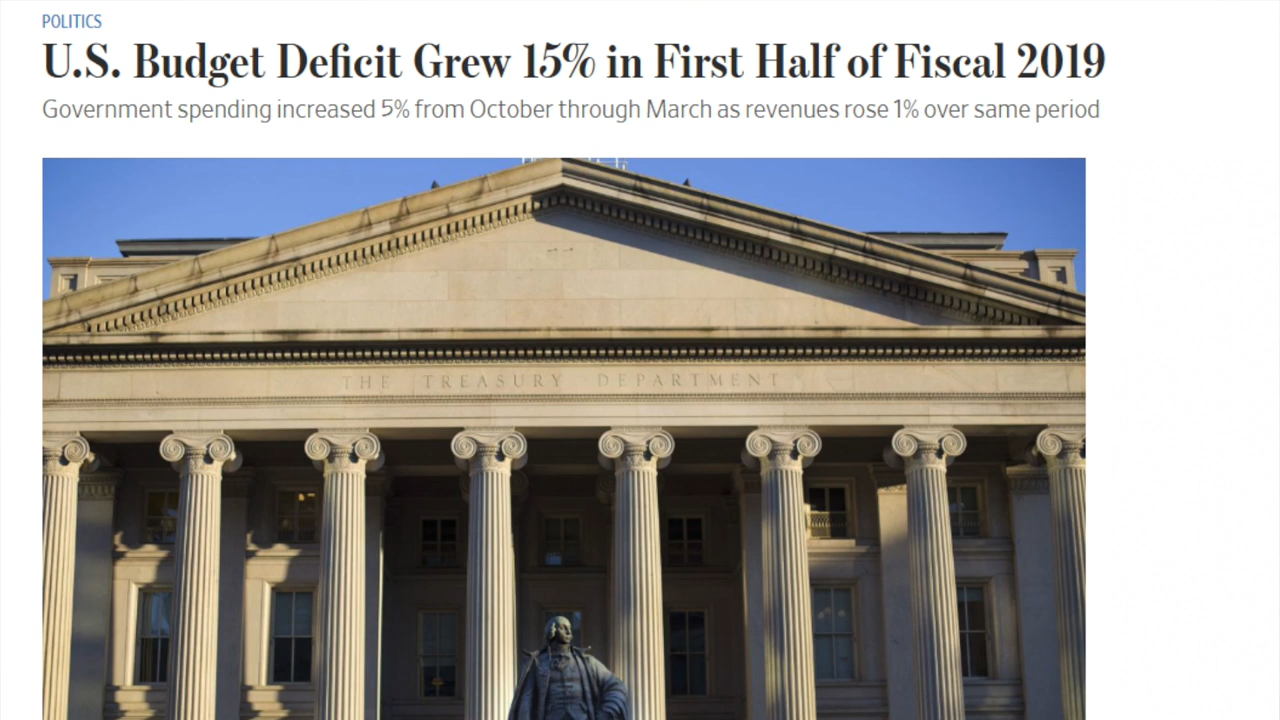 POLITICS
U.S. Budget Deficit Grew 15% in First Half of Fiscal 2019
Government spending increased 5% from October through March as revenues rose 1% over same period
THE TREASURY DEPARTMENT